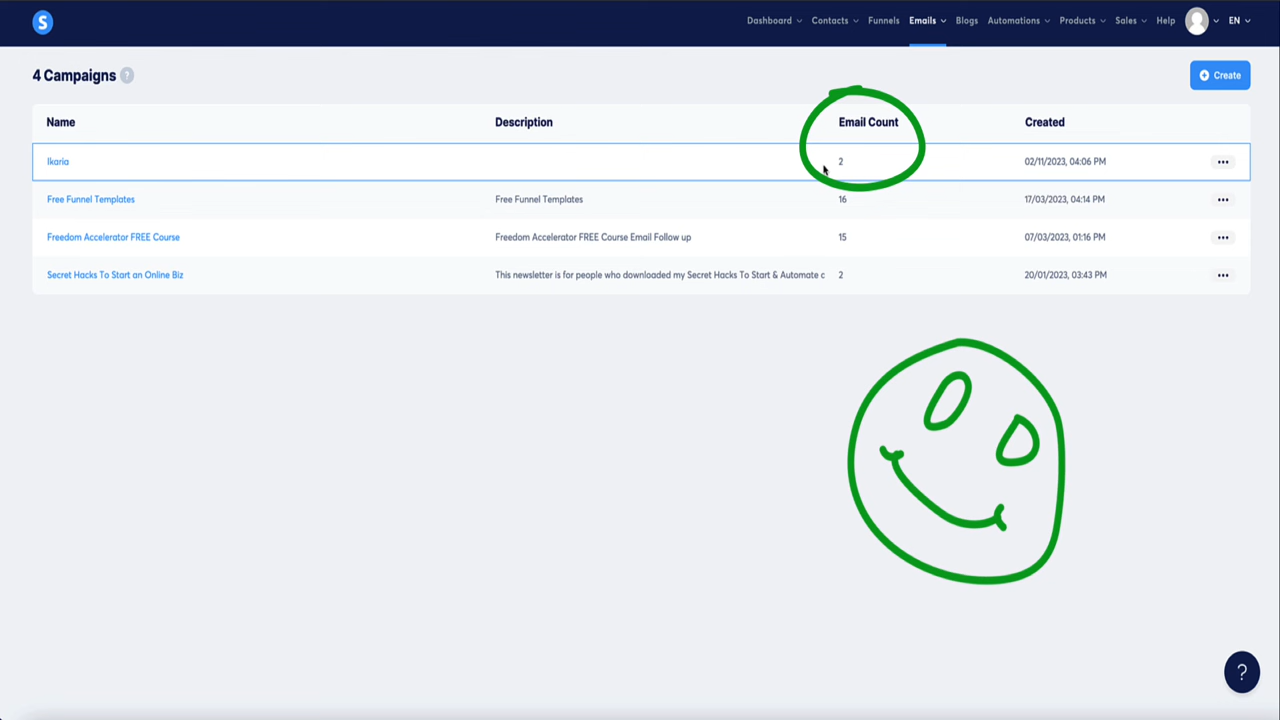 S Dashboard Contacts Funnels Emails Blogs Automations Products Sales Help EN
4 Campaigns ? Create
Name Description Email Count Created
Ikaria 2 02/11/2023, 04:06 PM
Free Funnel Templates Free Funnel Templates 16 17/03/2023, 04:14 PM
Freedom Accelerator FREE Course Freedom Accelerator FREE Course Email Follow up 15 07/03/2023, 01:16 PM
Secret Hacks To Start an Online Biz This newsletter is for people who downloaded my Secret Hacks To Start & Automate c 2 20/01/2023, 03:43 PM
?